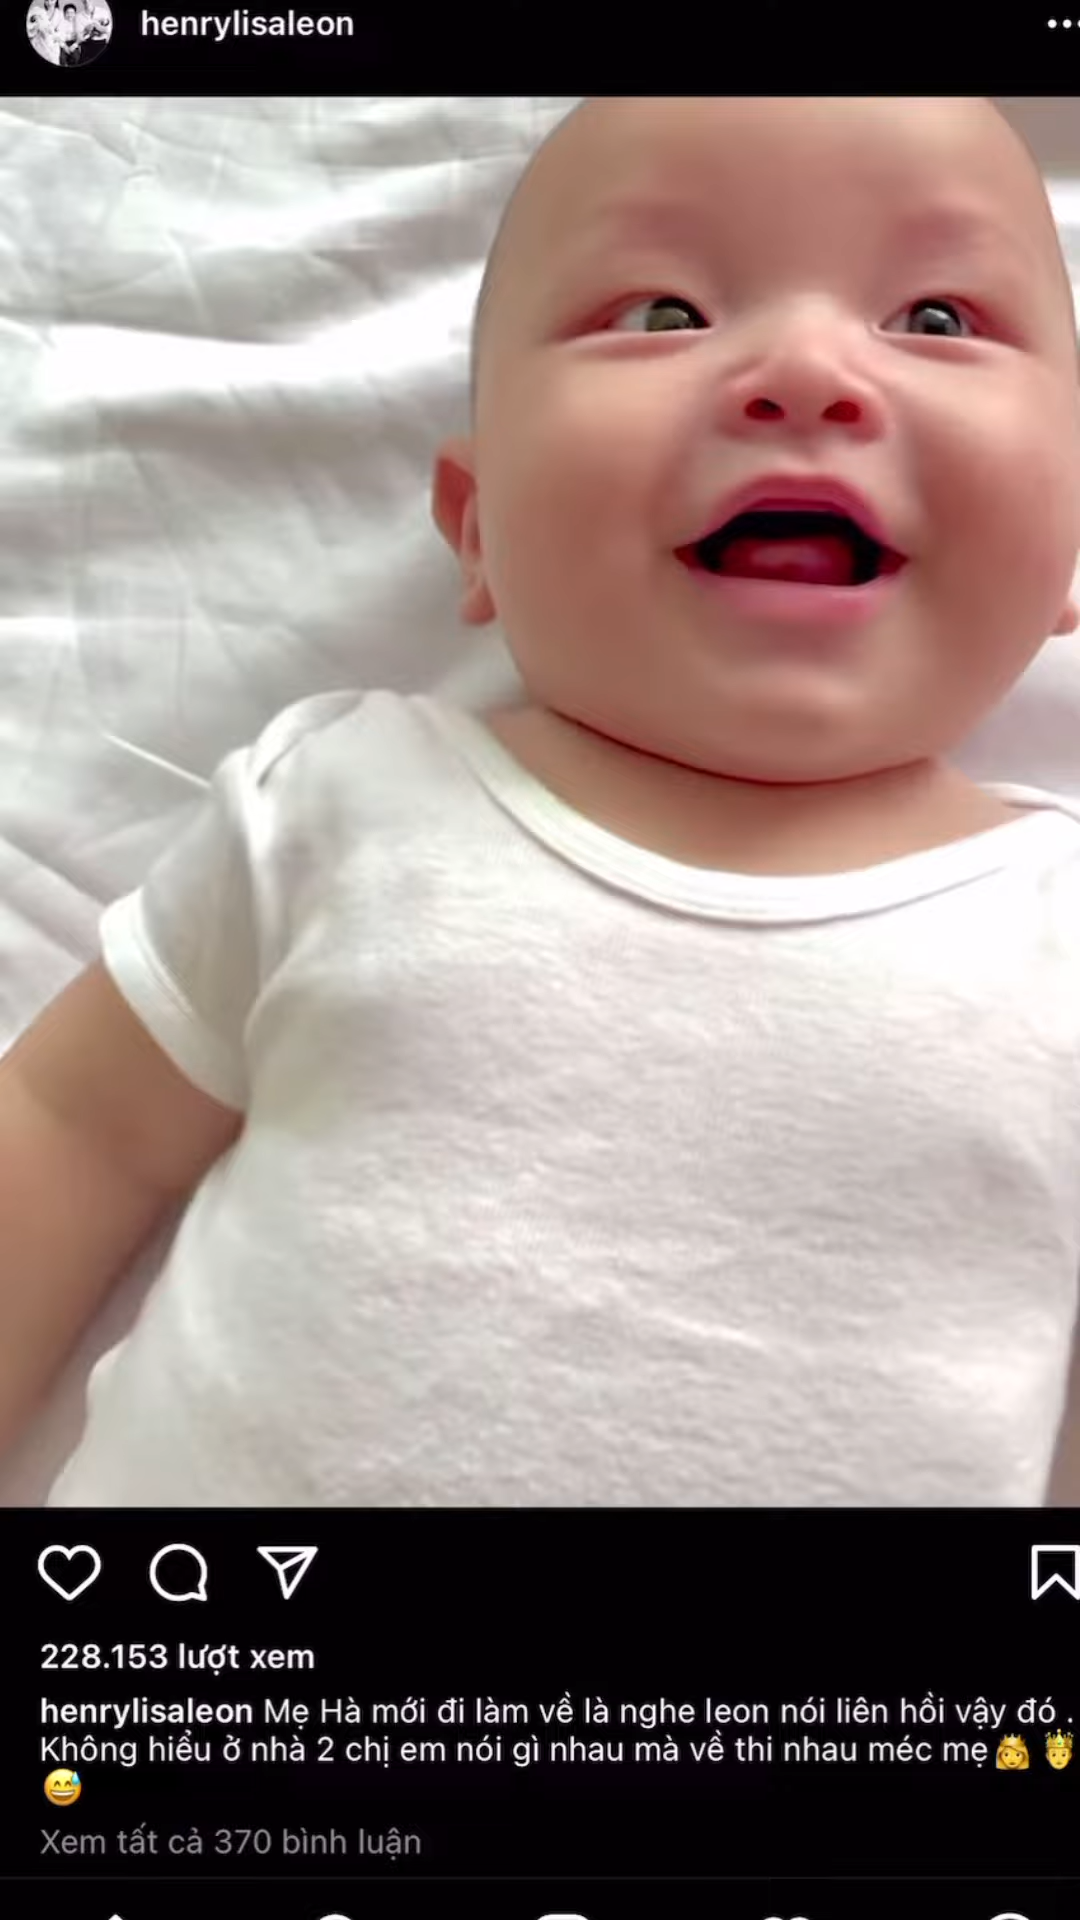 henrylisaleon
228.153 lượt xem
henrylisaleon Mẹ Hà mới đi làm về là nghe leon nói liên hồi vậy đó .
Không hiểu ở nhà 2 chị em nói gì nhau mà về thi nhau méc mẹ👸 🤴
😅
Xem tất cả 370 bình luận